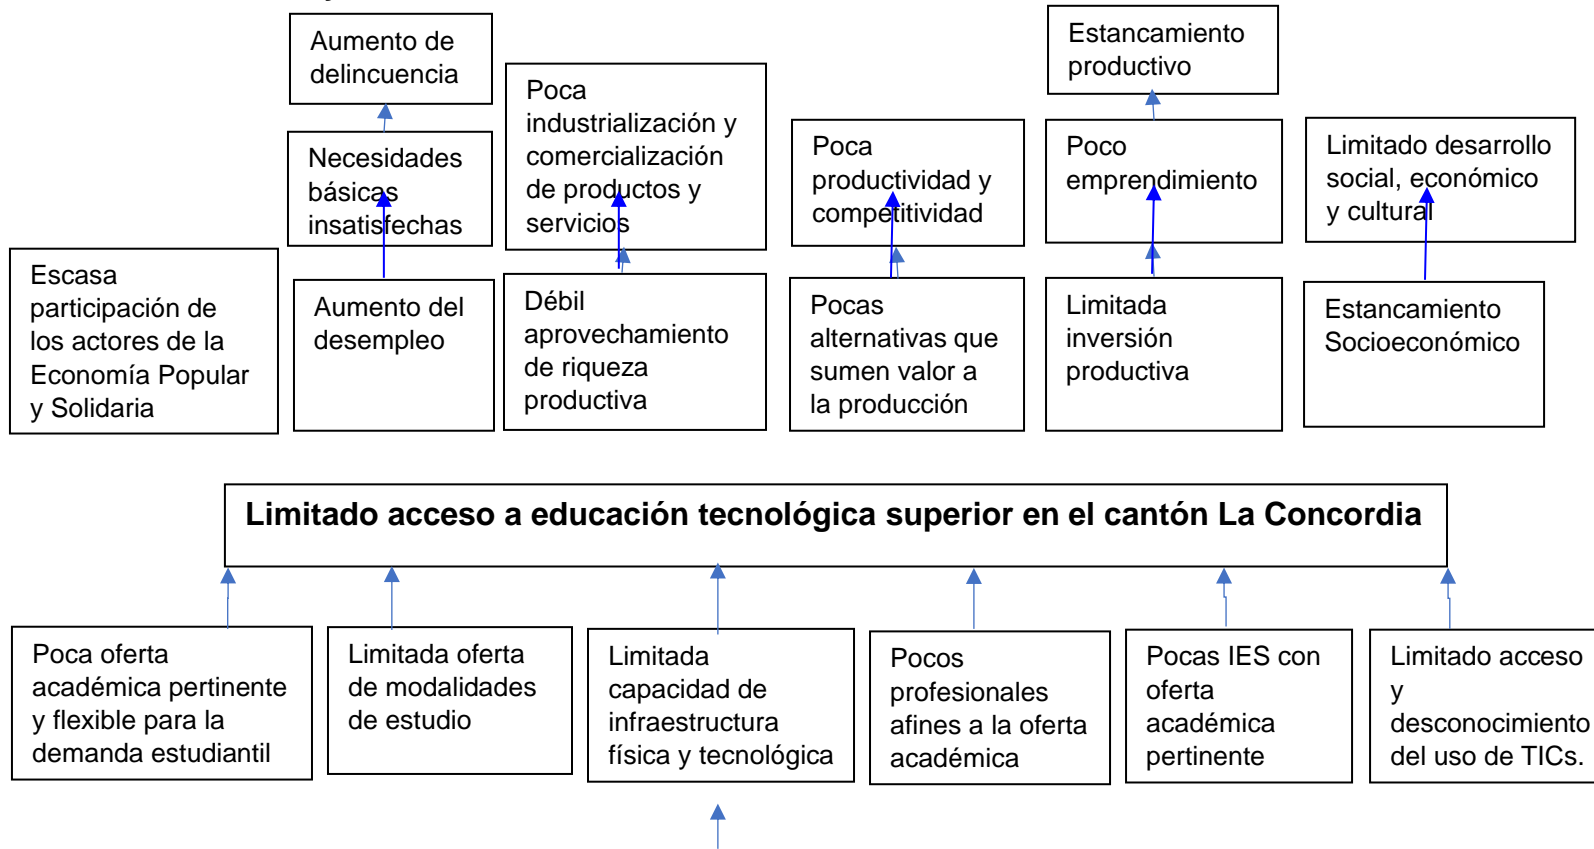 Aumento de
delincuencia
Estancamiento
productivo
Poca
industrialización y
comercialización
de productos y
servicios
Necesidades
básicas
insatisfechas
Poca
productividad y
competitividad
Poco
emprendimiento
Limitado desarrollo
social, económico
y cultural
Escasa
participación de
los actores de la
Economía Popular
y Solidaria
Aumento del
desempleo
Débil
aprovechamiento
de riqueza
productiva
Pocas
alternativas que
sumen valor a
la producción
Limitada
inversión
productiva
Estancamiento
Socioeconómico
Limitado acceso a educación tecnológica superior en el cantón La Concordia
Poca oferta
académica pertinente
y flexible para la
demanda estudiantil
Limitada oferta
de modalidades
de estudio
Limitada
capacidad de
infraestructura
física y tecnológica
Pocos
profesionales
afines a la oferta
académica
Pocas IES con
oferta
académica
pertinente
Limitado acceso
y
desconocimiento
del uso de TICs.